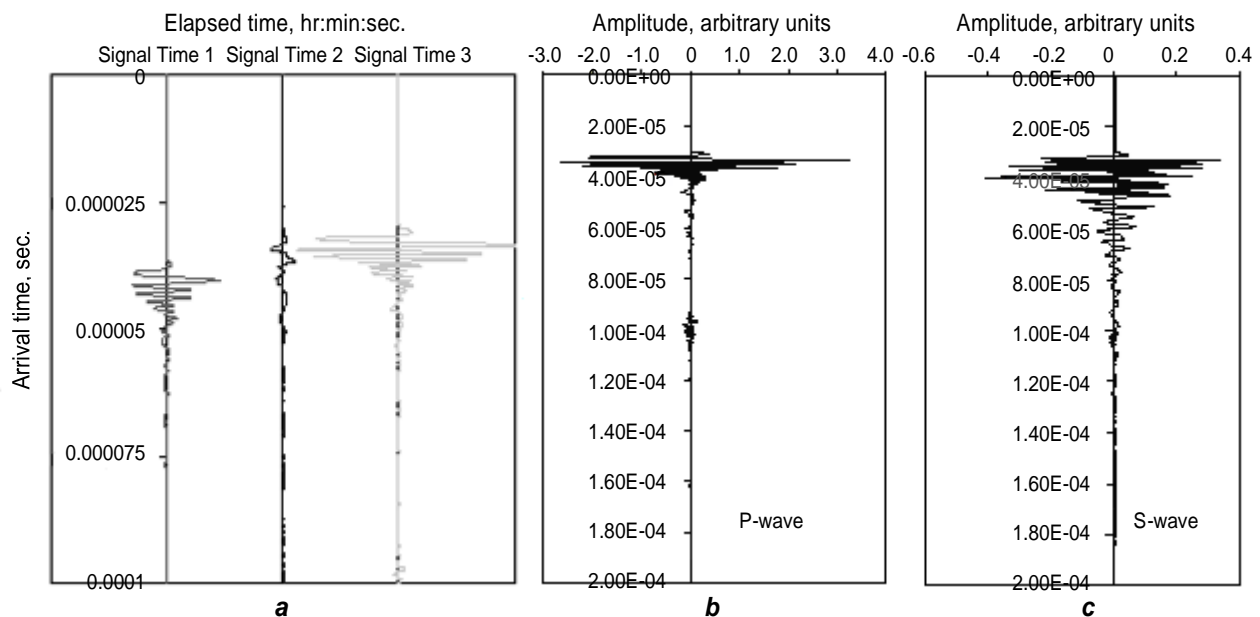 Elapsed time, hr:min:sec.
Signal Time 1 Signal Time 2 Signal Time 3
Arrival time, sec.
0
0.000025
0.00005
0.000075
0.0001
a
Amplitude, arbitrary units
-3.0 -2.0 -1.0 0 1.0 2.0 3.0 4.0
0.00E+00
2.00E-05
4.00E-05
6.00E-05
8.00E-05
1.00E-04
1.20E-04
1.40E-04
1.60E-04
1.80E-04
2.00E-04
P-wave
b
Amplitude, arbitrary units
-0.6 -0.4 -0.2 0 0.2 0.4
0.00E+00
2.00E-05
4.00E-05
6.00E-05
8.00E-05
1.00E-04
1.20E-04
1.40E-04
1.60E-04
1.80E-04
2.00E-04
S-wave
c